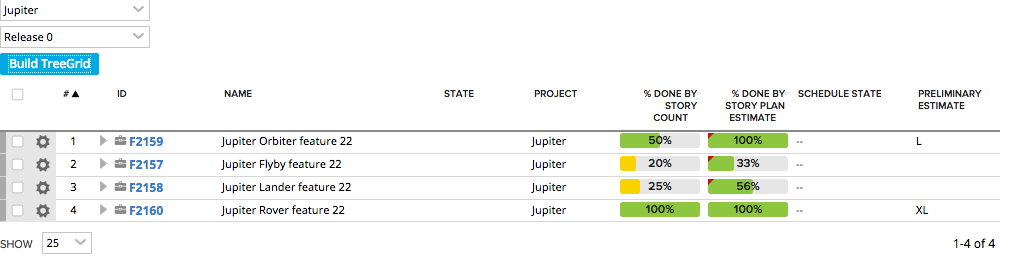 Jupiter
Release 0
Build TreeGrid
# ▲ ID NAME STATE PROJECT % DONE BY STORY COUNT % DONE BY STORY PLAN ESTIMATE SCHEDULE STATE PRELIMINARY ESTIMATE
1 F2159 Jupiter Orbiter feature 22 Jupiter 50% 100% -- L
2 F2157 Jupiter Flyby feature 22 Jupiter 20% 33% --
3 F2158 Jupiter Lander feature 22 Jupiter 25% 56% --
4 F2160 Jupiter Rover feature 22 Jupiter 100% 100% -- XL
SHOW 25 1-4 of 4